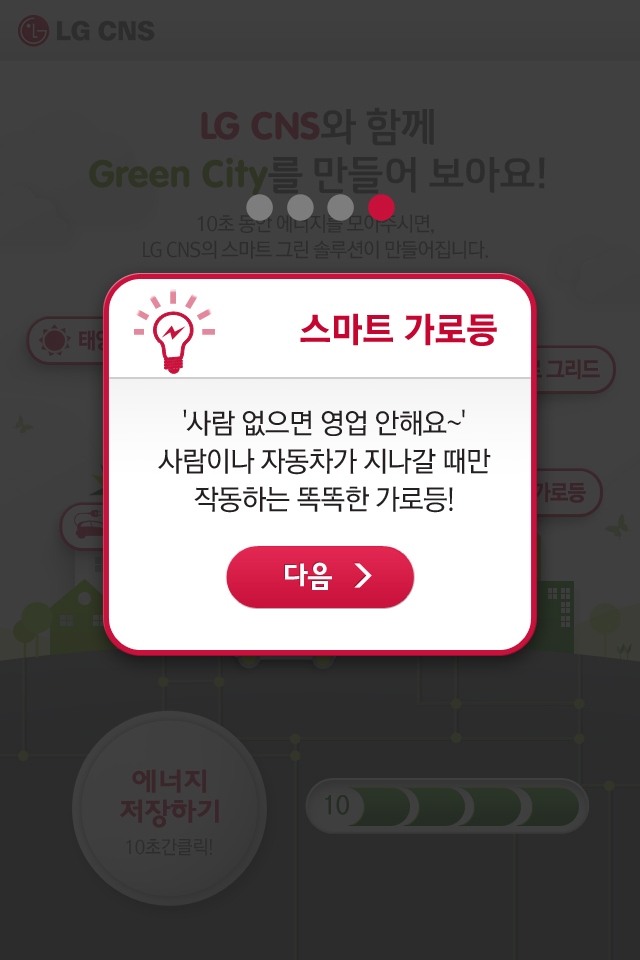 LG CNS
LG CNS와 함께
Green City를 만들어 보아요!
10초 동안 에너지를 모아주시면,
LG CNS의 스마트 그린 솔루션이 만들어집니다.
스마트 가로등
태양
그리드
'사람 없으면 영업 안해요~'
사람이나 자동차가 지나갈 때만
작동하는 똑똑한 가로등!
가로등
다음
에너지
저장하기
10초간클릭!
10